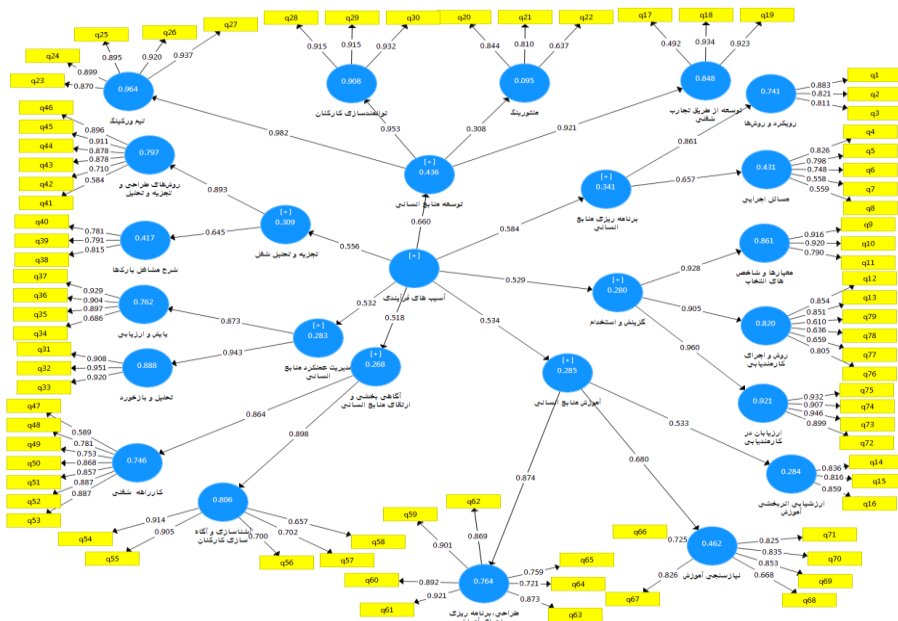 q25
q26
q27
q28
q29
q30
q20
q21
q22
q17
q18
q19
q24
q23
0.895
0.920
0.937
0.899
0.870
0.964
تیم ورکینگ
0.915
0.915
0.932
0.908
توانمندسازی کارکنان
0.844
0.810
0.637
0.095
منتورینگ
0.492
0.934
0.923
0.848
توسعه از طریق تجارب
شغلی
0.883
0.821
0.811
0.741
رویکرد و روش‌ها
q1
q2
q3
0.982
0.953
0.308
0.921
[+]
0.436
توسعه منابع انسانی
0.660
q46
q45
q44
q43
q42
q41
0.896
0.911
0.878
0.878
0.710
0.584
0.797
روش‌های طراحی و
تجزیه و تحلیل
0.893
0.861
0.657
[+]
0.341
برنامه ریزی منابع
انسانی
0.584
q4
q5
q6
q7
q8
0.826
0.798
0.748
0.558
0.559
0.431
مسائل اجرایی
q40
q39
q38
0.781
0.791
0.815
0.417
0.645
[+]
0.309
تجزیه و تحلیل شغل
0.556
[+]
آسیب های فرآیندی
0.529
q9
q10
q11
0.916
0.920
0.790
0.861
معیارها و شاخص
های انتخاب
0.928
[+]
0.280
گزینش و استخدام
0.905
0.960
q37
q36
q35
q34
0.929
0.904
0.897
0.686
0.762
پایش و ارزیابی
0.873
0.532
0.518
0.534
[+]
0.283
مدیریت عملکرد منابع
انسانی
q12
q13
q79
q78
q77
q76
0.854
0.851
0.610
0.636
0.659
0.805
0.820
روش و اجرای
کارمندیابی
q31
q32
q33
0.908
0.951
0.920
0.888
تحلیل و بازخورد
0.943
[+]
0.268
آگاهی بخشی و
ارتقای منابع انسانی
[+]
0.285
آموزش منابع انسانی
q75
q74
q73
q72
0.932
0.907
0.946
0.899
0.921
ارزیابان در
کارمندیابی
q47
q48
q49
q50
q51
q52
q53
0.589
0.781
0.753
0.868
0.857
0.887
0.887
0.746
کارراهه شغلی
0.864
0.898
0.874
0.680
0.533
q14
q15
q16
0.836
0.816
0.859
0.284
ارزشیابی اثربخشی
آموزش
0.806
آشناسازی و آگاه
سازی کارکنان
q54
q55
q56
q57
q58
0.914
0.905
0.700
0.702
0.657
q59
q62
q60
q61
q65
q64
q63
0.901
0.869
0.892
0.921
0.759
0.721
0.873
0.764
طراحی، برنامه ریزی
q66
q67
q71
q70
q69
q68
0.725
0.826
0.825
0.835
0.853
0.668
0.462
نیازسنجی آموزش